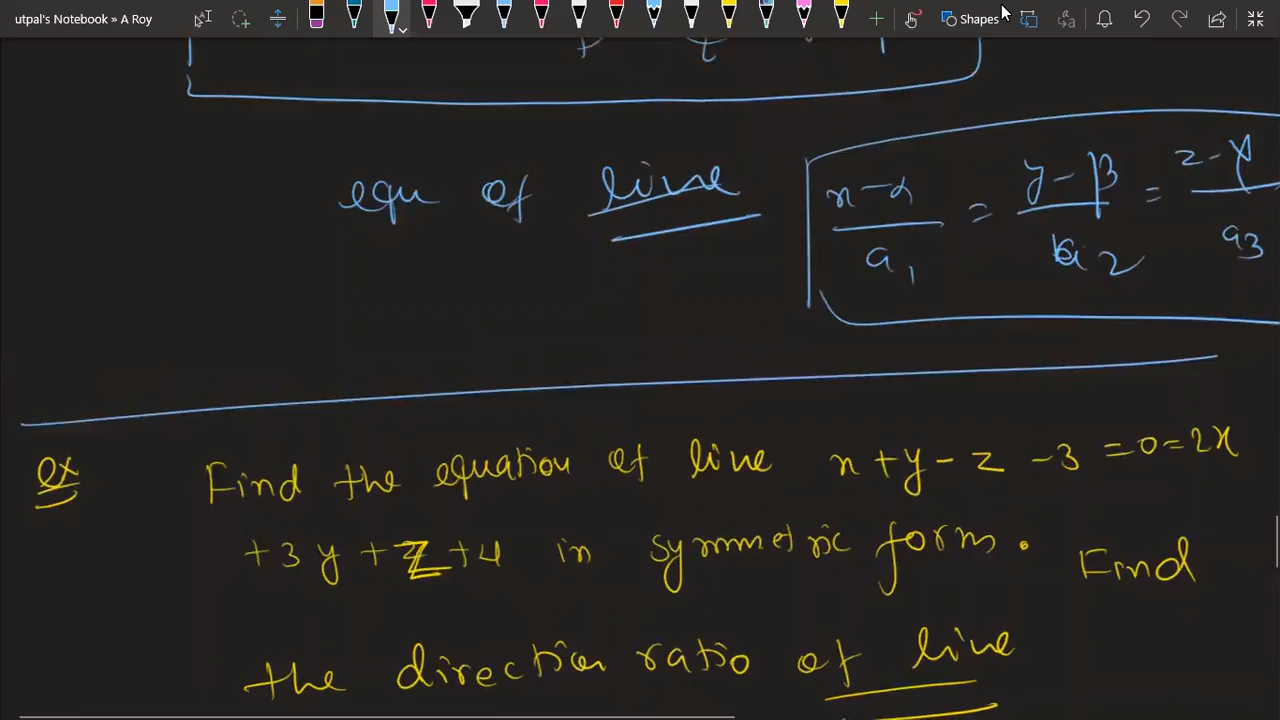 utpal's Notebook » A Roy
Shapes
equ of line x-α/a1 = y-β/a2 = z-γ/a3
ex Find the equation of line x+y-z-3=0=2x
+3y+z+4 in symmetric form. Find
the direction ratio of line